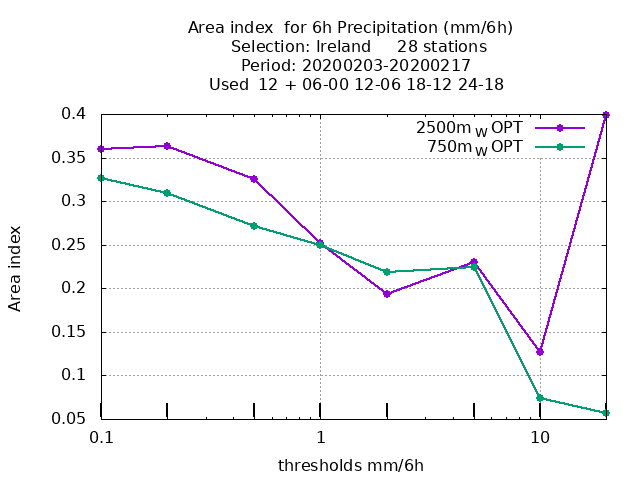 Area index  for 6h Precipitation (mm/6h)
Selection: Ireland     28 stations
Period: 20200203-20200217
Used  12 + 06-00 12-06 18-12 24-18
2500m W OPT
750m W OPT
0.4
0.35
0.3
0.25
0.2
0.15
0.1
0.05
Area index
0.1 1 10
thresholds mm/6h